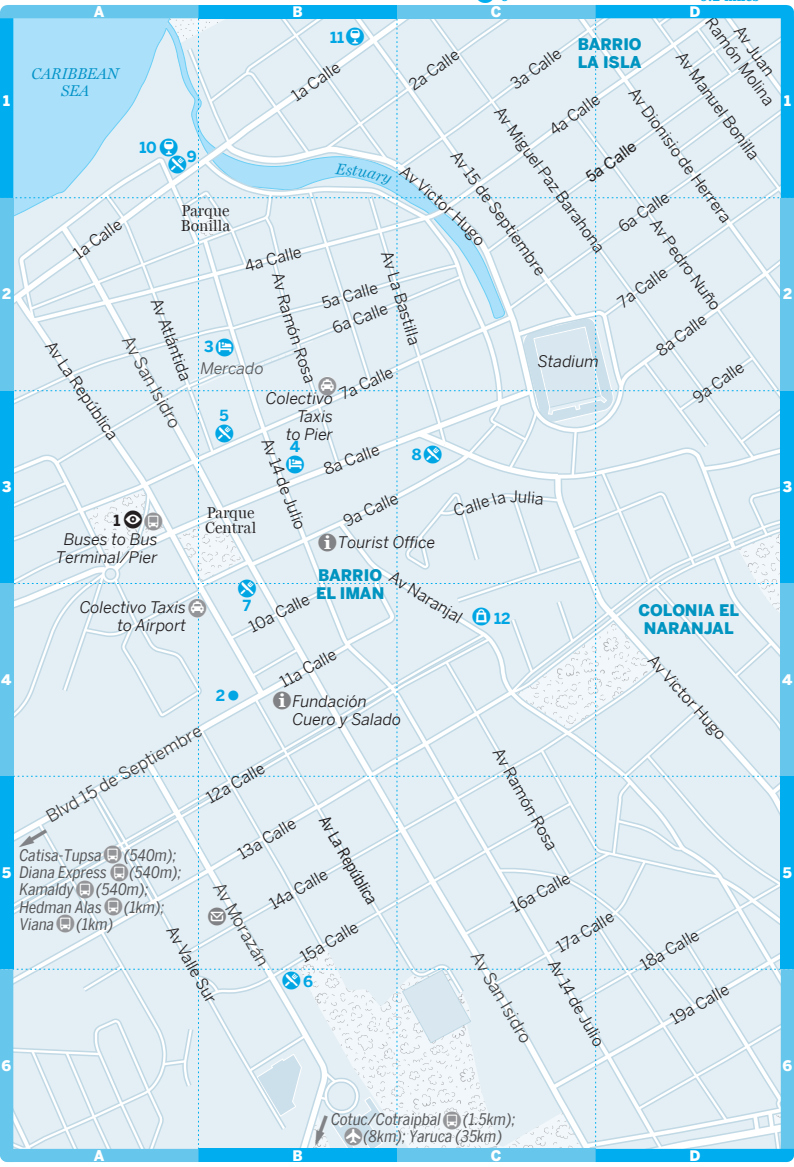 A
B
C
D
11
BARRIO
LA ISLA
Av Juan
Ramón Molina
CARIBBEAN
SEA
1a Calle
2a Calle
3a Calle
Av Manuel Bonilla
1
1
4a Calle
Av Dionisio de Herrera
Av Miguel Paz Barahona
10
9
5a Calle
Estuary
Av Victor Hugo
Av 15 de Septiembre
Parque
Bonilla
6a Calle
1a Calle
Av Pedro Nuño
4a Calle
Av La Bastilla
2
2
Av Ramón Rosa
5a Calle
7a Calle
Av Atlántida
6a Calle
8a Calle
Av La República
Av San Isidro
3
Mercado
Stadium
7a Calle
9a Calle
Colectivo
Taxis
to Pier
5
4
Av 14 de Julio
8a Calle
8
3
3
Calle la Julia
9a Calle
1
Parque
Central
Buses to Bus
Terminal/Pier
Tourist Office
BARRIO
EL IMAN
Av Naranjal
7
Colectivo Taxis
to Airport
10a Calle
12
COLONIA EL
NARANJAL
11a Calle
4
4
2
Fundación
Cuero y Salado
Av Victor Hugo
Blvd 15 de Septiembre
Av Ramón Rosa
12a Calle
Catisa-Tupsa (540m);
Diana Express (540m);
Kamaldy (540m);
Hedman Alas (1km);
Viana (1km)
13a Calle
Av La República
5
5
14a Calle
16a Calle
Av Morazán
17a Calle
15a Calle
18a Calle
Av Valle Sur
Av San Isidro
Av 14 de Julio
6
19a Calle
6
6
Cotuc/Cotraipbal (1.5km);
(8km); Yaruca (35km)
A
B
C
D